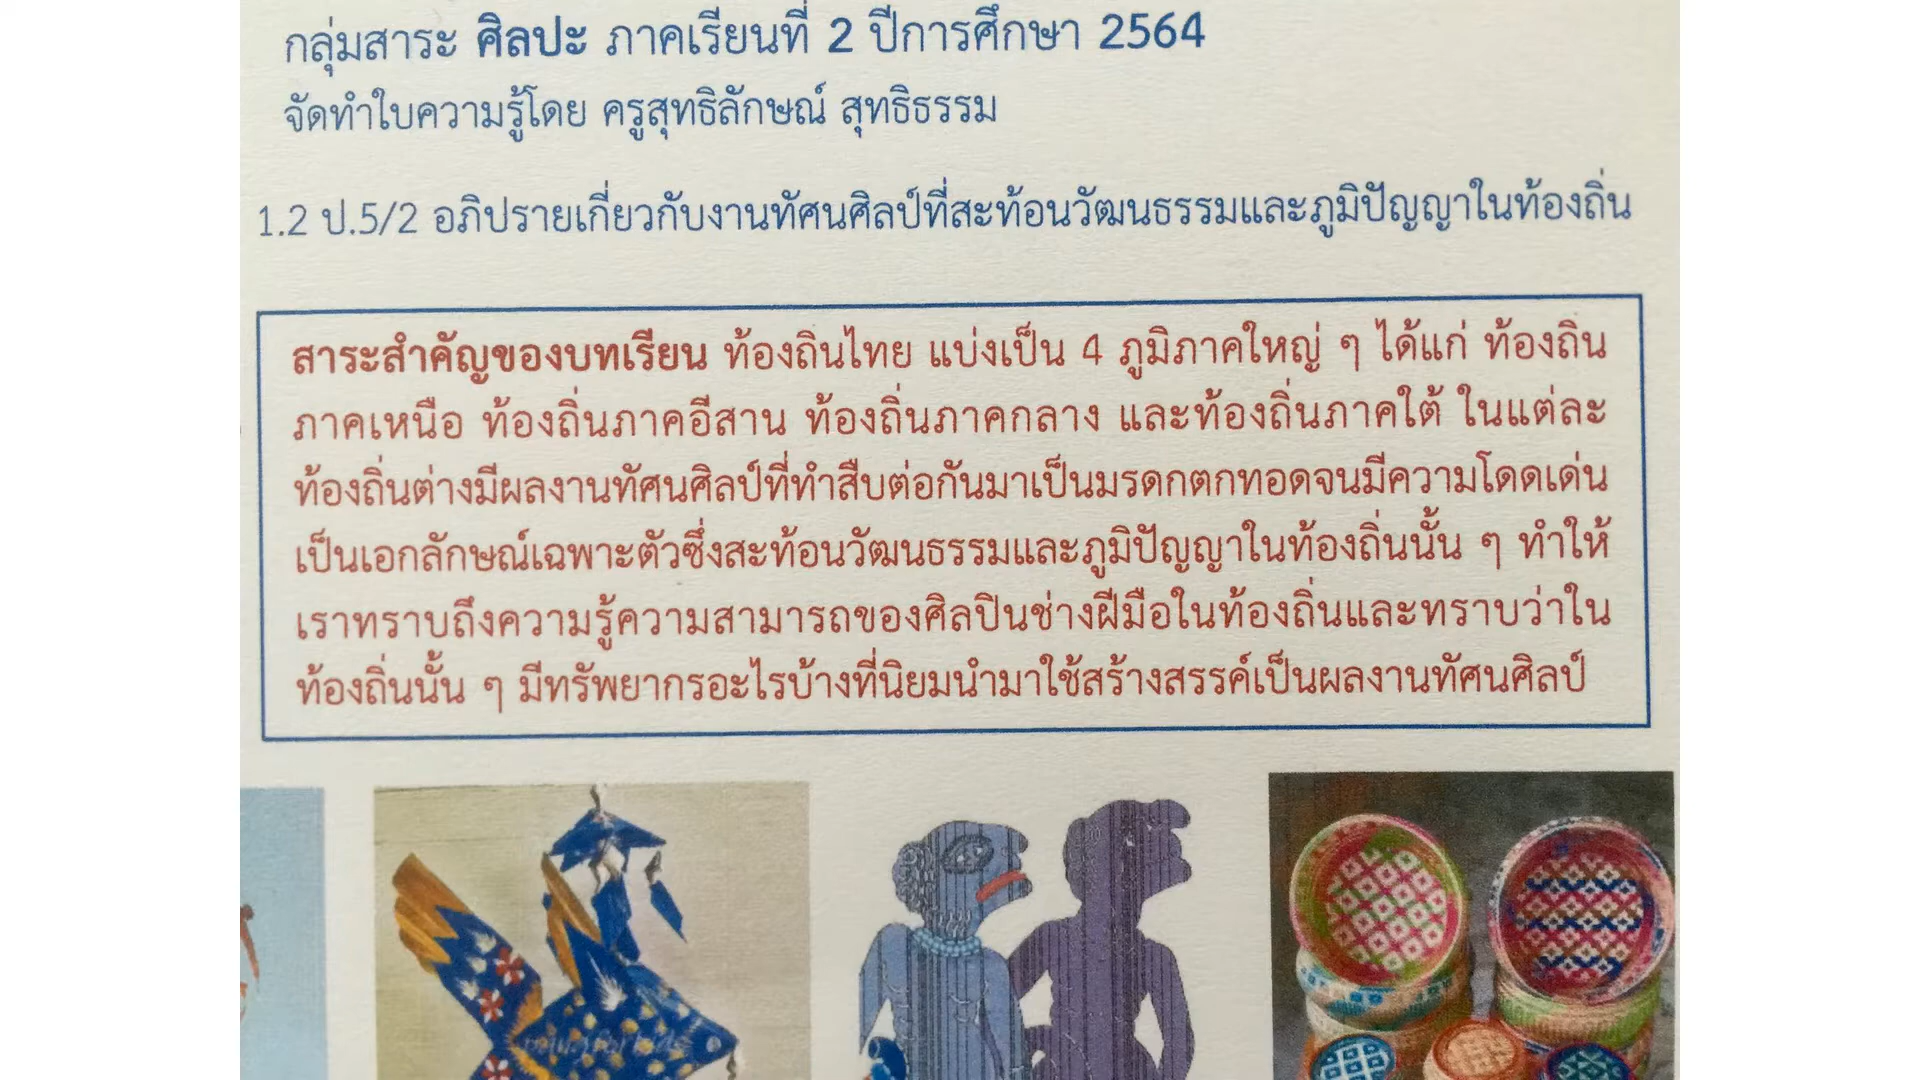 กลุ่มสาระ ศิลปะ ภาคเรียนที่ 2 ปีการศึกษา 2564
จัดทำใบความรู้โดย ครูสุทธิลักษณ์ สุทธิธรรม
1.2 ป.5/2 อภิปรายเกี่ยวกับงานทัศนศิลป์ที่สะท้อนวัฒนธรรมและภูมิปัญญาในท้องถิ่น
สาระสำคัญของบทเรียน ท้องถินไทย แบ่งเป็น 4 ภูมิภาคใหญ่ ๆ ได้แก่ ท้องถิน
ภาคเหนือ ท้องถิ่นภาคอีสาน ท้องถิ่นภาคกลาง และท้องถิ่นภาคใต้ ในแต่ละ
ท้องถิ่นต่างมีผลงานทัศนศิลป์ที่ทำสืบต่อกันมาเป็นมรดกตกทอดจนมีความโดดเด่น
เป็นเอกลักษณ์เฉพาะตัวซึ่งสะท้อนวัฒนธรรมและภูมิปัญญาในท้องถิ่นนั้น ๆ ทำให้
เราทราบถึงความรู้ความสามารถของศิลปินช่างฝีมือในท้องถิ่นและทราบว่าใน
ท้องถิ่นนั้น ๆ มีทรัพยากรอะไรบ้างที่นิยมนำมาใช้สร้างสรรค์เป็นผลงานทัศนศิลป์